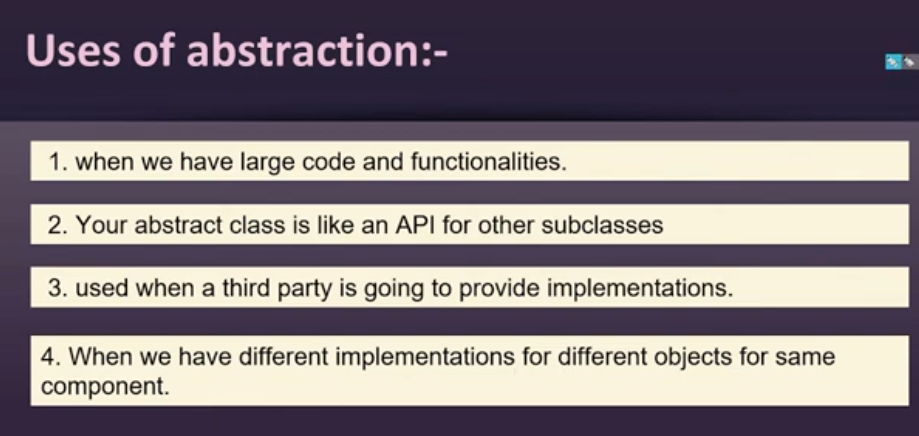 Uses of abstraction:-
1. when we have large code and functionalities.
2. Your abstract class is like an API for other subclasses
3. used when a third party is going to provide implementations.
4. When we have different implementations for different objects for same
component.